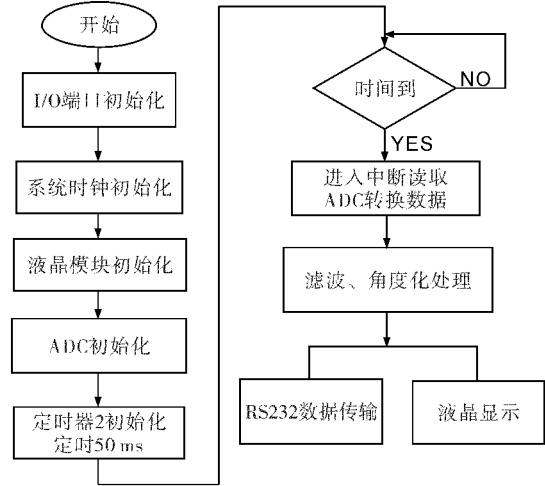 开始
I/O端口初始化
系统时钟初始化
液晶模块初始化
ADC初始化
定时器2初始化
定时50 ms
时间到
NO
YES
进入中断读取
ADC转换数据
滤波、角度化处理
RS232数据传输
液晶显示